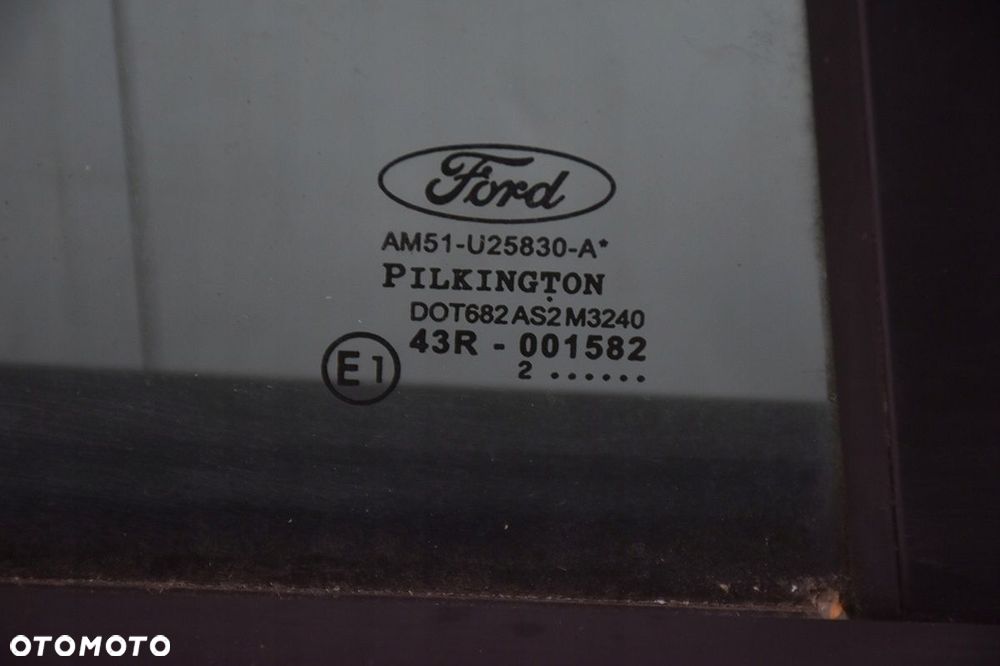 Ford
AM51-U25830-A*
PILKINGTON
DOT682 AS2 M3240
43R - 001582
E1
2 ......
OTOMOTO